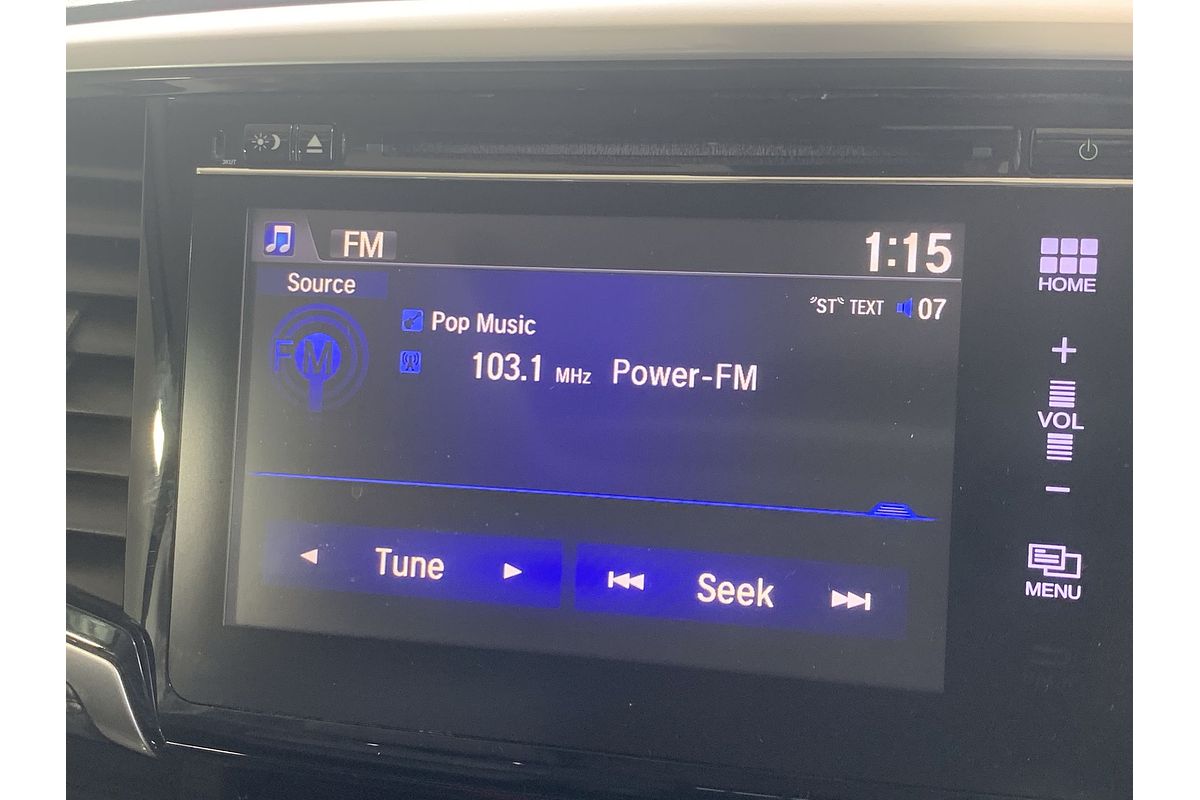 FM
1:15
Source
"ST" TEXT 07
Pop Music
FM
103.1 MHz Power-FM
Tune
Seek
HOME
+
VOL
−
MENU